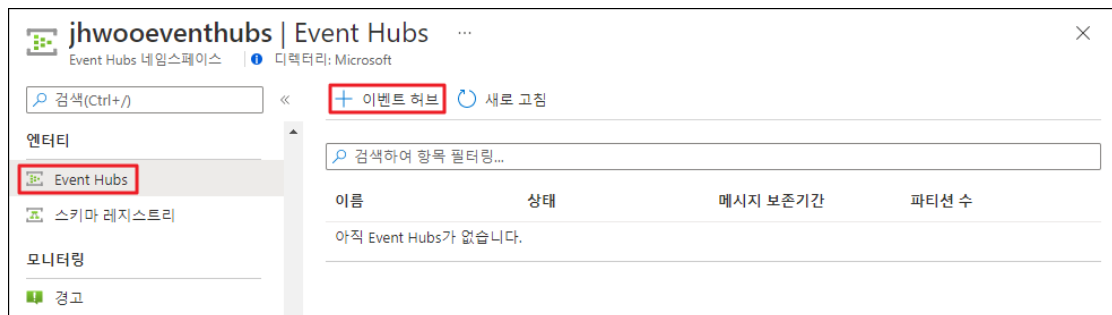 jhwooeventhubs | Event Hubs ...
Event Hubs 네임스페이스 디렉터리: Microsoft
검색(Ctrl+/)
+ 이벤트 허브 새로 고침
엔터티
검색하여 항목 필터링...
Event Hubs
이름 상태 메시지 보존기간 파티션 수
스키마 레지스트리
아직 Event Hubs가 없습니다.
모니터링
경고